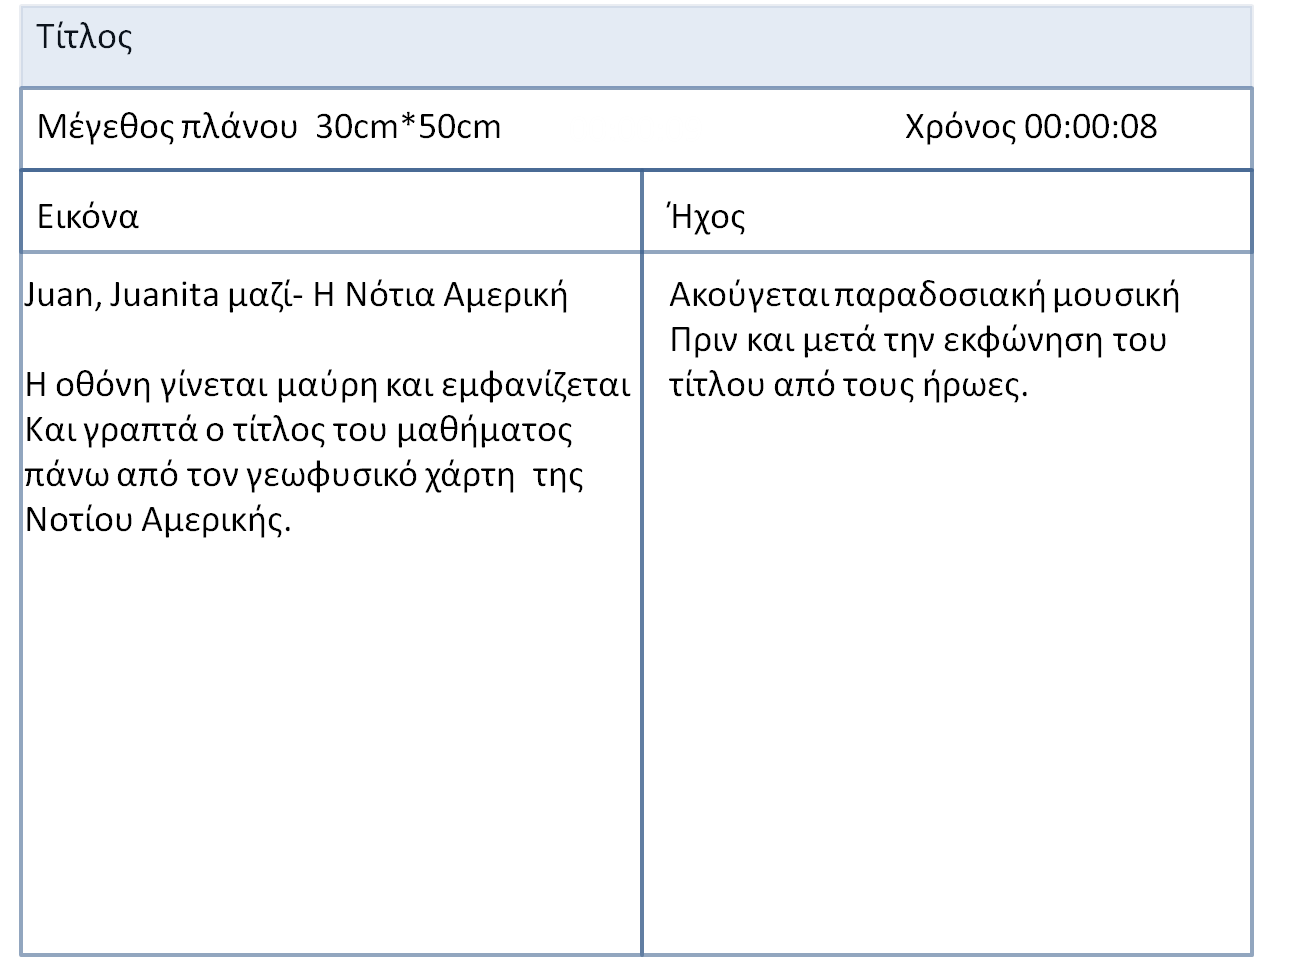 Τίτλος
Μέγεθος πλάνου 30cm*50cm Χρόνος 00:00:08
Εικόνα
Ήχος
Juan, Juanita μαζί- Η Νότια Αμερική
Η οθόνη γίνεται μαύρη και εμφανίζεται
Και γραπτά ο τίτλος του μαθήματος
πάνω από τον γεωφυσικό χάρτη της
Νοτίου Αμερικής.
Ακούγεται παραδοσιακή μουσική
Πριν και μετά την εκφώνηση του
τίτλου από τους ήρωες.